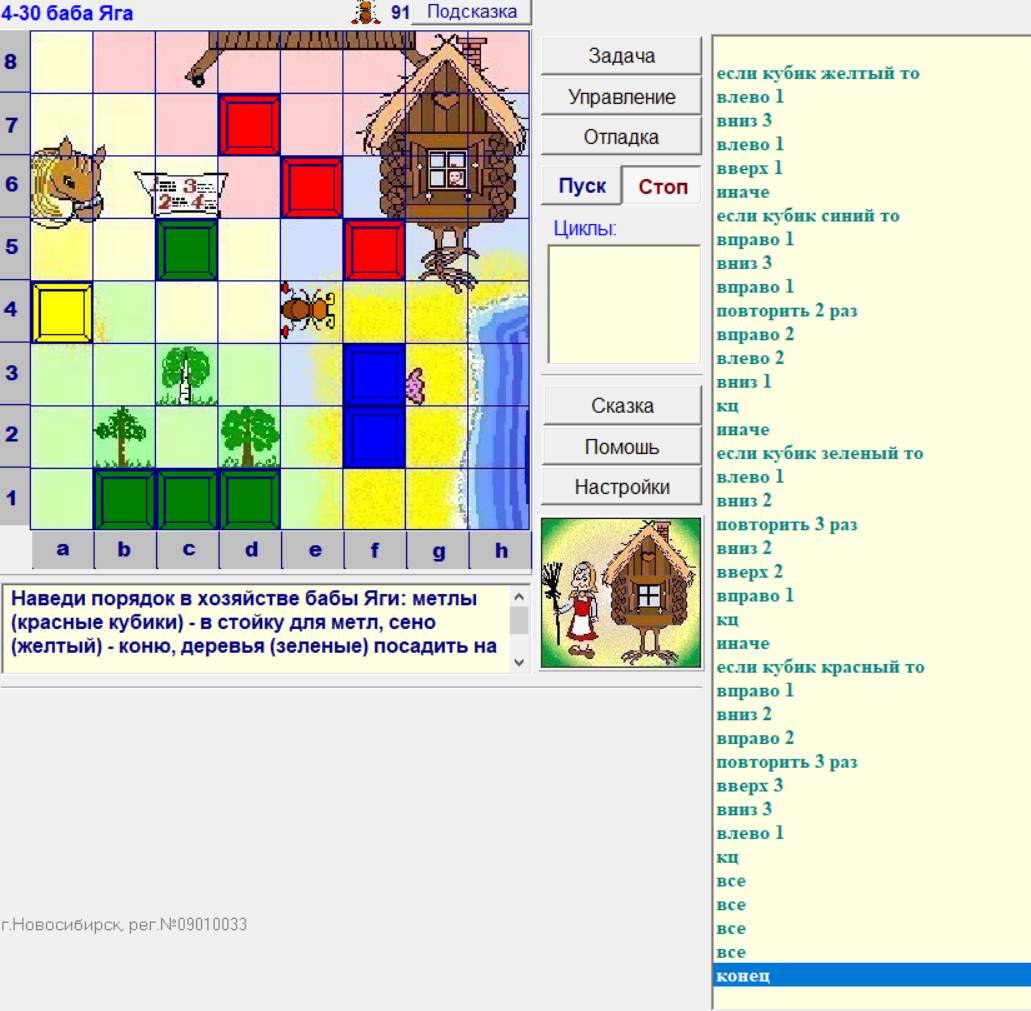 4-30 баба Яга
91
Подсказка
8
7
6
5
4
3
2
1
1= 3=
2= 4=
a
b
c
d
e
f
g
h
Наведи порядок в хозяйстве бабы Яги: метлы
(красные кубики) - в стойку для метл, сено
(желтый) - коню, деревья (зеленые) посадить на
г.Новосибирск, рег.№09010033
Задача
Управление
Отладка
Пуск
Стоп
Циклы:
Сказка
Помошь
Настройки
если кубик желтый то
влево 1
вниз 3
влево 1
вверх 1
иначе
если кубик синий то
вправо 1
вниз 3
вправо 1
повторить 2 раз
вправо 2
влево 2
вниз 1
кц
иначе
если кубик зеленый то
влево 1
вниз 2
повторить 3 раз
вниз 2
вверх 2
вправо 1
кц
иначе
если кубик красный то
вправо 1
вниз 2
вправо 2
повторить 3 раз
вверх 3
вниз 3
влево 1
кц
все
все
все
все
конец